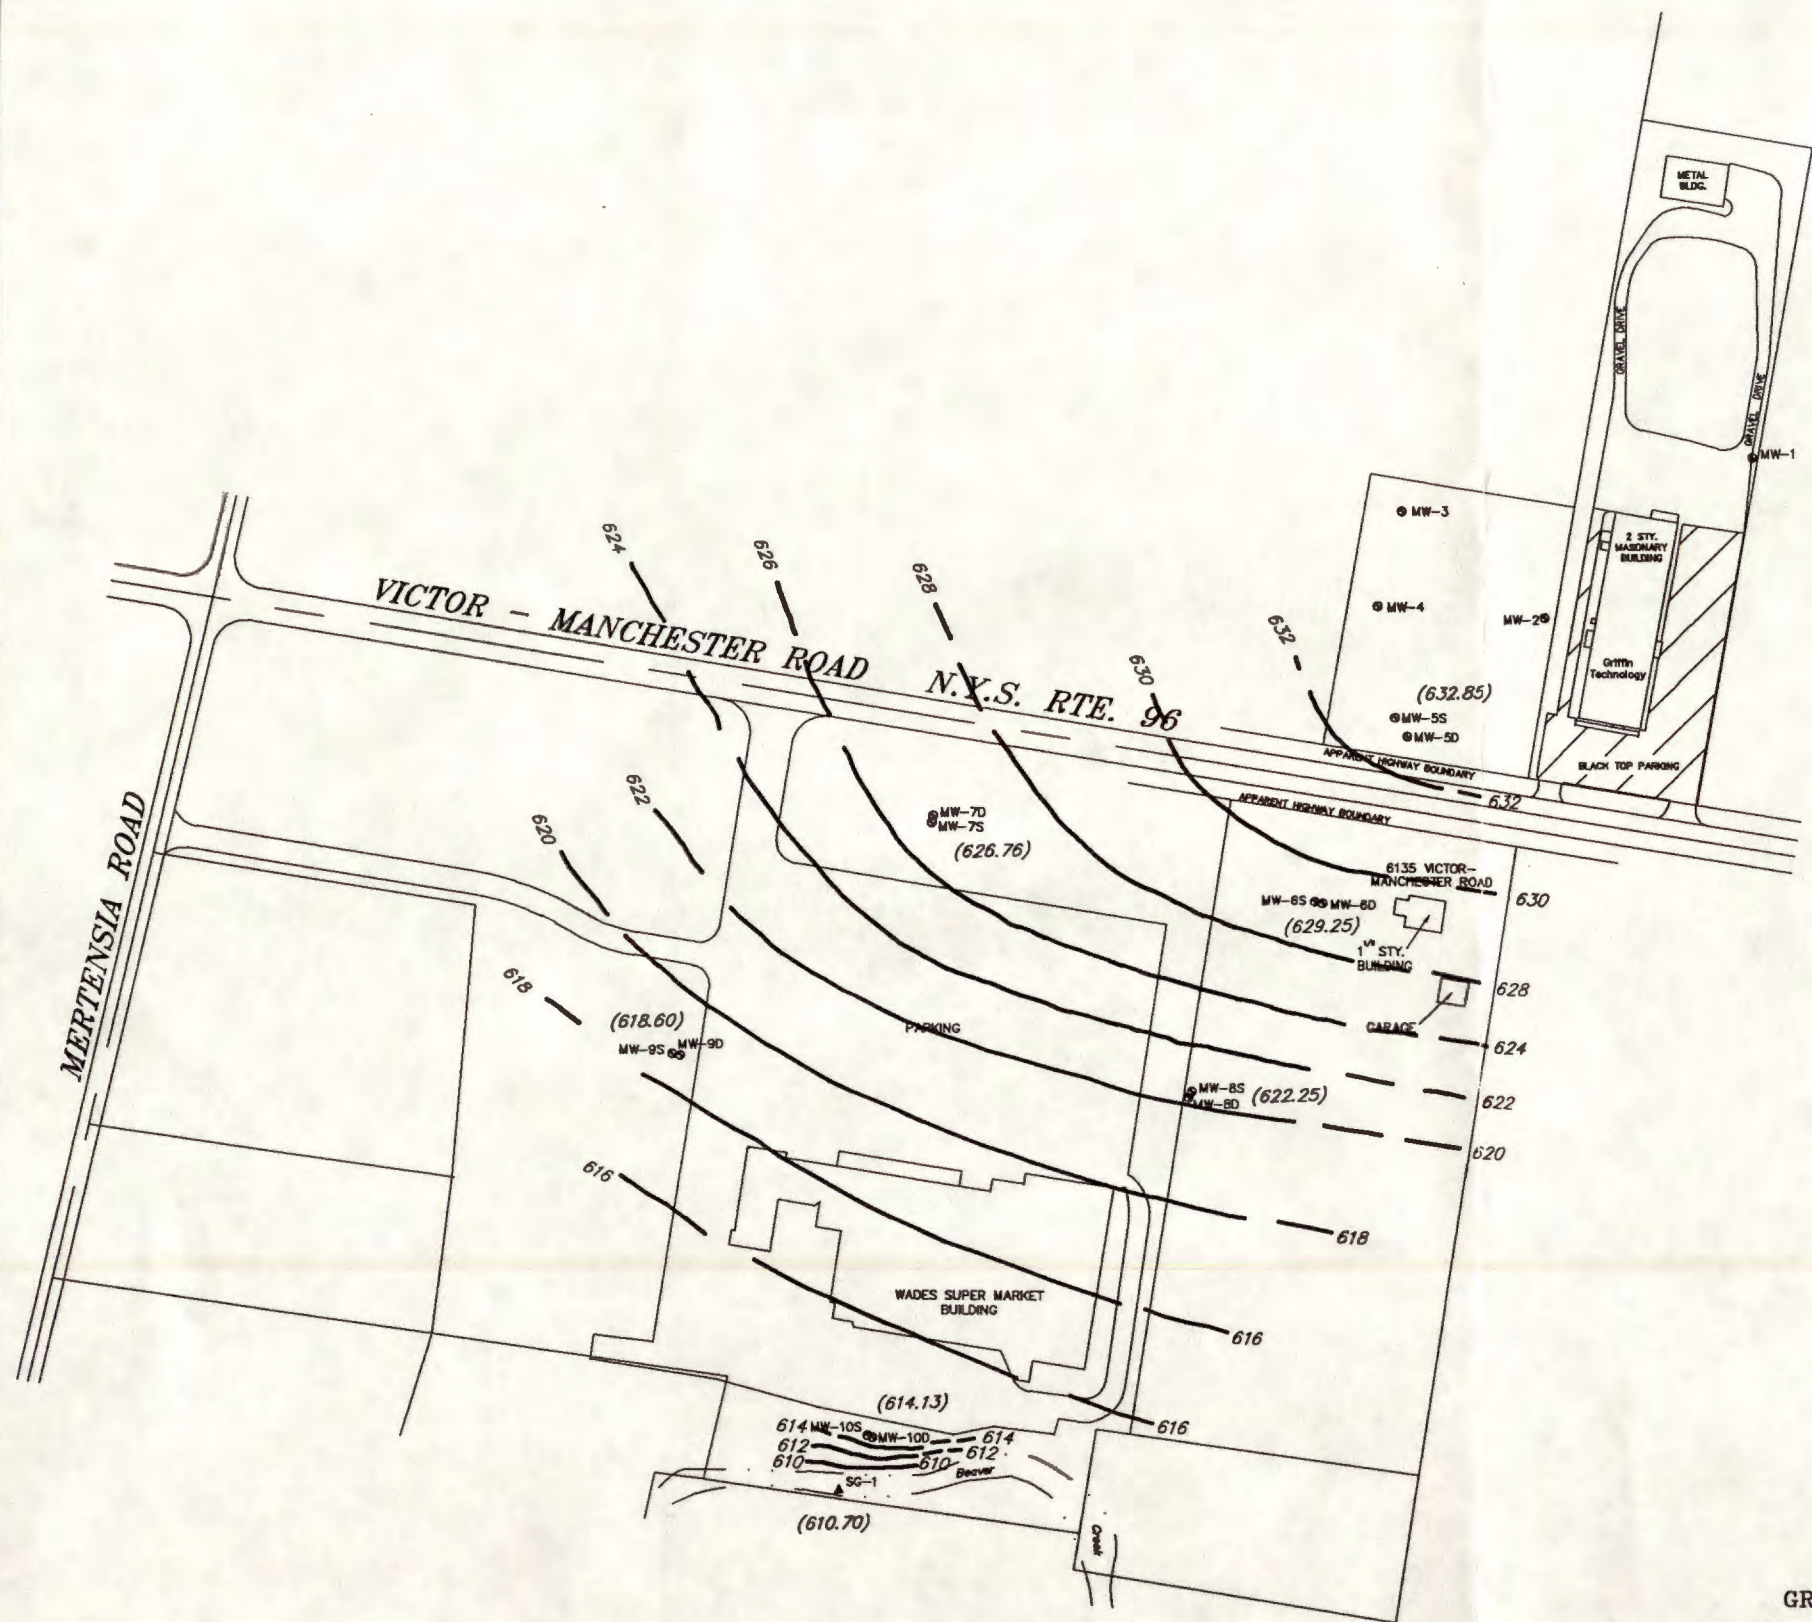 METAL
BLDG.
GRAVEL DRIVE
GRAVEL DRIVE
MW-1
MW-3
2 STY.
MASONARY
BUILDING
MW-4
MW-2
Griffin
Technology
(632.85)
MW-5S
MW-5D
BLACK TOP PARKING
624
626
628
630
632
VICTOR - MANCHESTER ROAD N.Y.S. RTE. 96
APPARENT HIGHWAY BOUNDARY
APPARENT HIGHWAY BOUNDARY
632
MERTENSIA ROAD
622
620
MW-7D
MW-7S
(626.76)
6135 VICTOR-
MANCHESTER ROAD
630
MW-6S MW-6D
(629.25)
1 1/2 STY.
BUILDING
628
GARAGE
624
618
(618.60)
MW-9S MW-9D
PARKING
MW-8S (622.25)
MW-8D
622
620
616
618
WADES SUPER MARKET
BUILDING
616
616
(614.13)
614 MW-10S MW-10D 614
612 612
610 610
Beaver
SG-1
(610.70)
Creek
GR